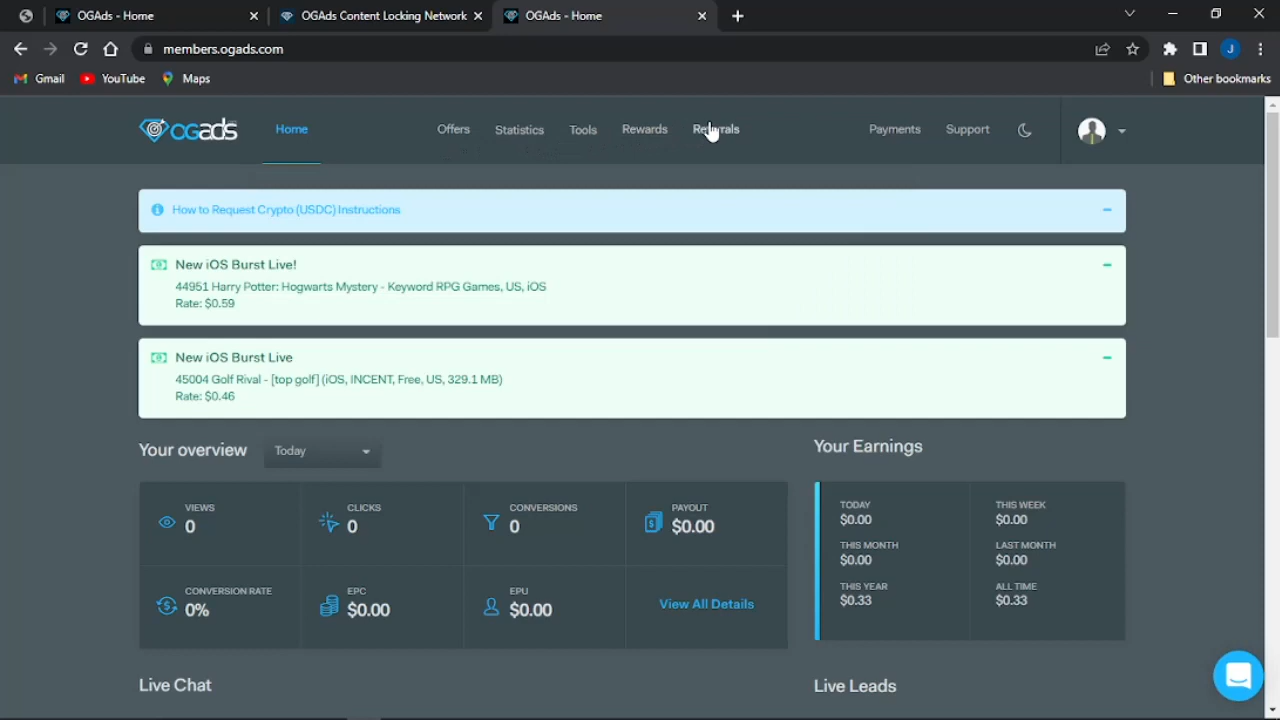 OGAds - Home
OGAds Content Locking Network
OGAds - Home
members.ogads.com
J
Gmail
YouTube
Maps
Other bookmarks
OGads
Home
Offers
Statistics
Tools
Rewards
Referrals
Payments
Support
How to Request Crypto (USDC) Instructions
New iOS Burst Live!
44951 Harry Potter: Hogwarts Mystery - Keyword RPG Games, US, iOS
Rate: $0.59
New iOS Burst Live
45004 Golf Rival - [top golf] (iOS, INCENT, Free, US, 329.1 MB)
Rate: $0.46
Your overview
Today
VIEWS
0
CLICKS
0
CONVERSIONS
0
PAYOUT
$0.00
CONVERSION RATE
0%
EPC
$0.00
EPU
$0.00
View All Details
Your Earnings
TODAY
$0.00
THIS WEEK
$0.00
THIS MONTH
$0.00
LAST MONTH
$0.00
THIS YEAR
$0.33
ALL TIME
$0.33
Live Chat
Live Leads